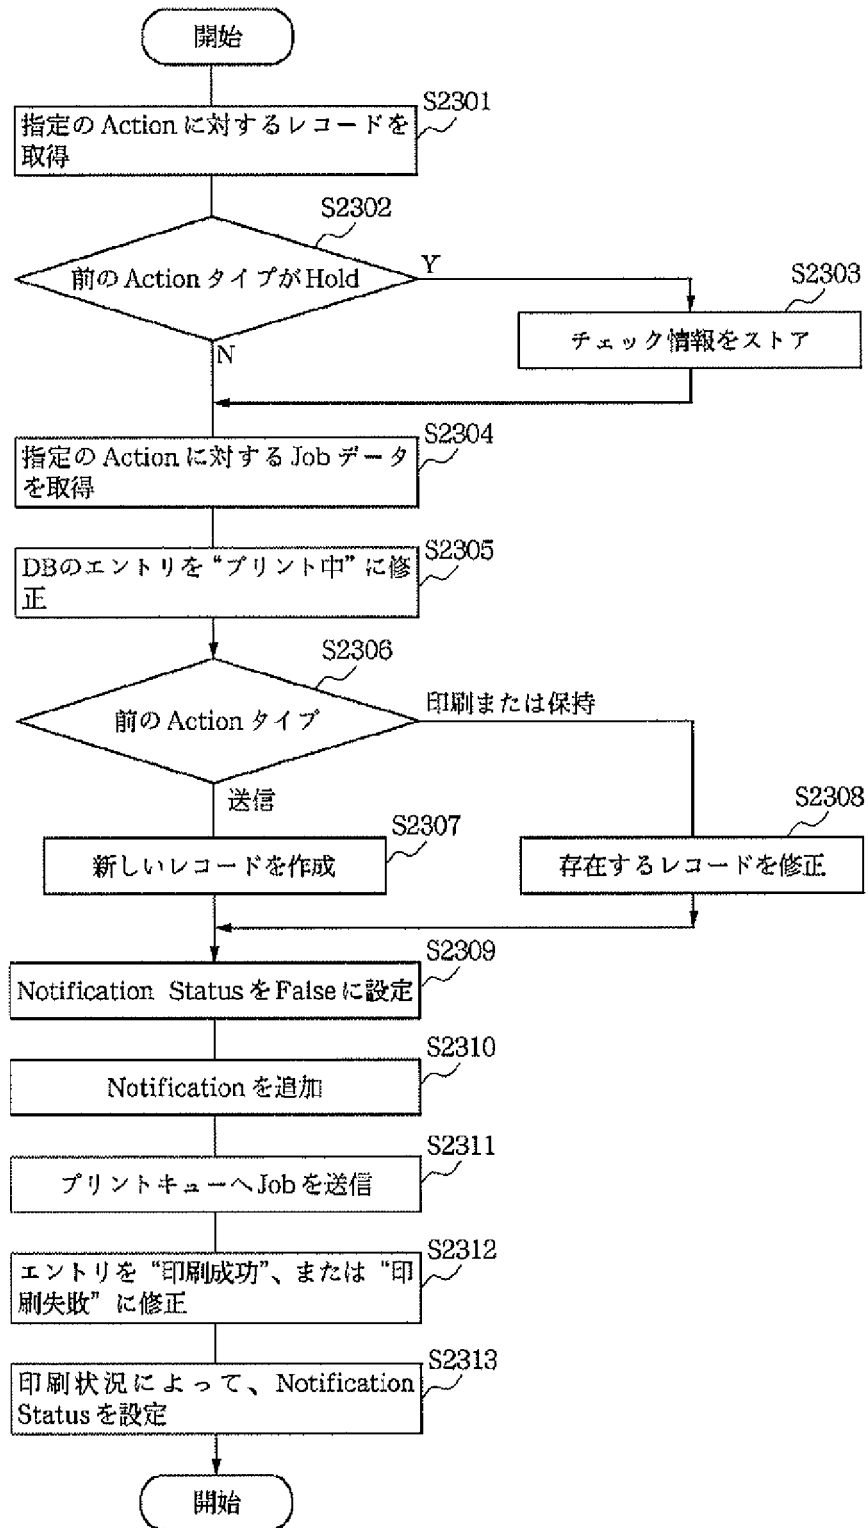 開始
S2301
指定のActionに対するレコードを
取得
S2302
前のActionタイプがHold
Y
S2303
チェック情報をストア
N
S2304
指定のActionに対するJobデータ
を取得
S2305
DBのエントリを“プリント中”に修
正
S2306
前のActionタイプ
印刷または保持
送信
S2307
新しいレコードを作成
S2308
存在するレコードを修正
S2309
Notification StatusをFalseに設定
S2310
Notificationを追加
S2311
プリントキューへJobを送信
S2312
エントリを“印刷成功”、または“印
刷失敗”に修正
S2313
印刷状況によって、Notification
Statusを設定
開始